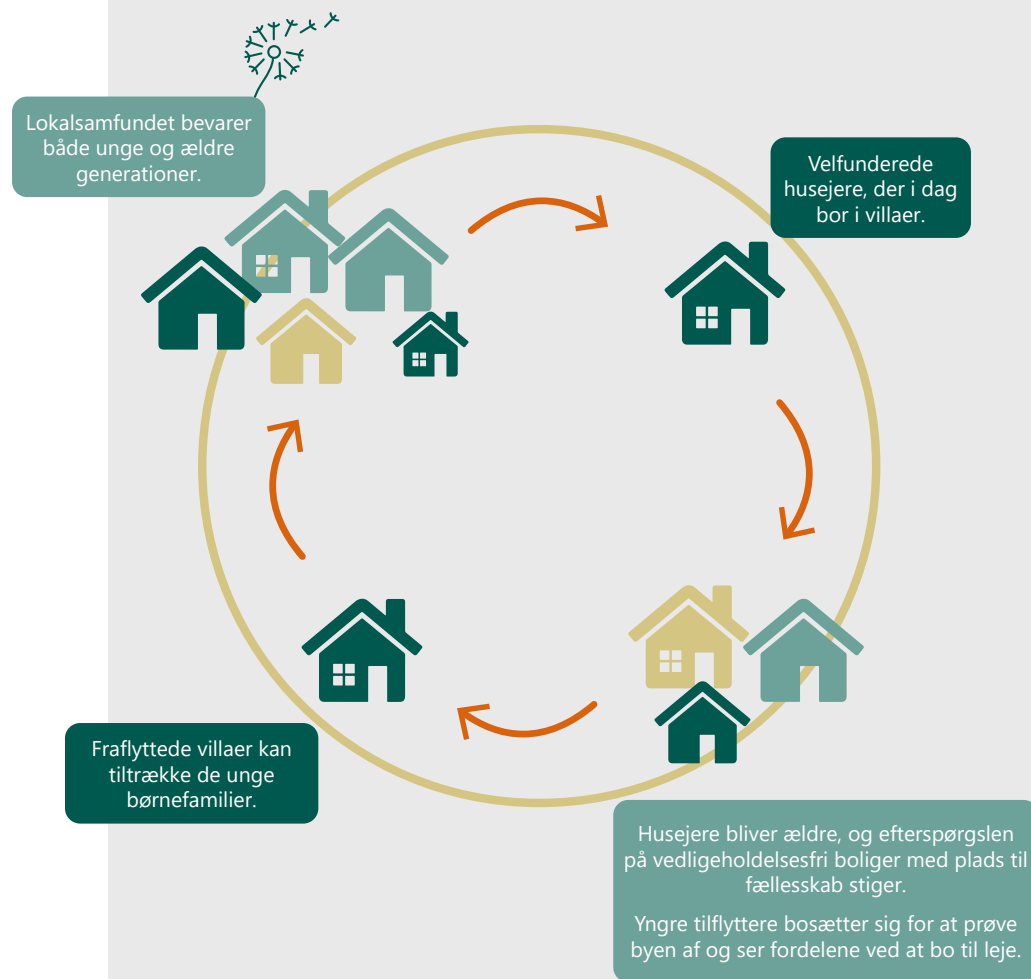 Lokalsamfundet bevarer
både unge og ældre
generationer.
Velfunderede
husejere, der i dag
bor i villaer.
Fraflyttede villaer kan
tiltrække de unge
børnefamilier.
Husejere bliver ældre, og efterspørgslen
på vedligeholdelsesfri boliger med plads til
fællesskab stiger.
Yngre tilflyttere bosætter sig for at prøve
byen af og ser fordelene ved at bo til leje.